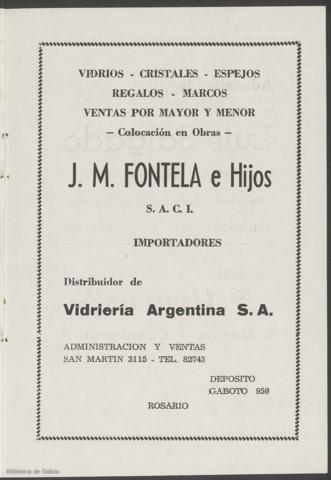 VIDRIOS - CRISTALES - ESPEJOS
REGALOS - MARCOS
VENTAS POR MAYOR Y MENOR
— Colocación en Obras —
J. M. FONTELA e Hijos
S. A. C. I.
IMPORTADORES
Distribuidor de
Vidriería Argentina S. A.
ADMINISTRACION Y VENTAS
SAN MARTIN 3115 - TEL. 82743
DEPOSITO
GABOTO 959
ROSARIO
Biblioteca de Galicia